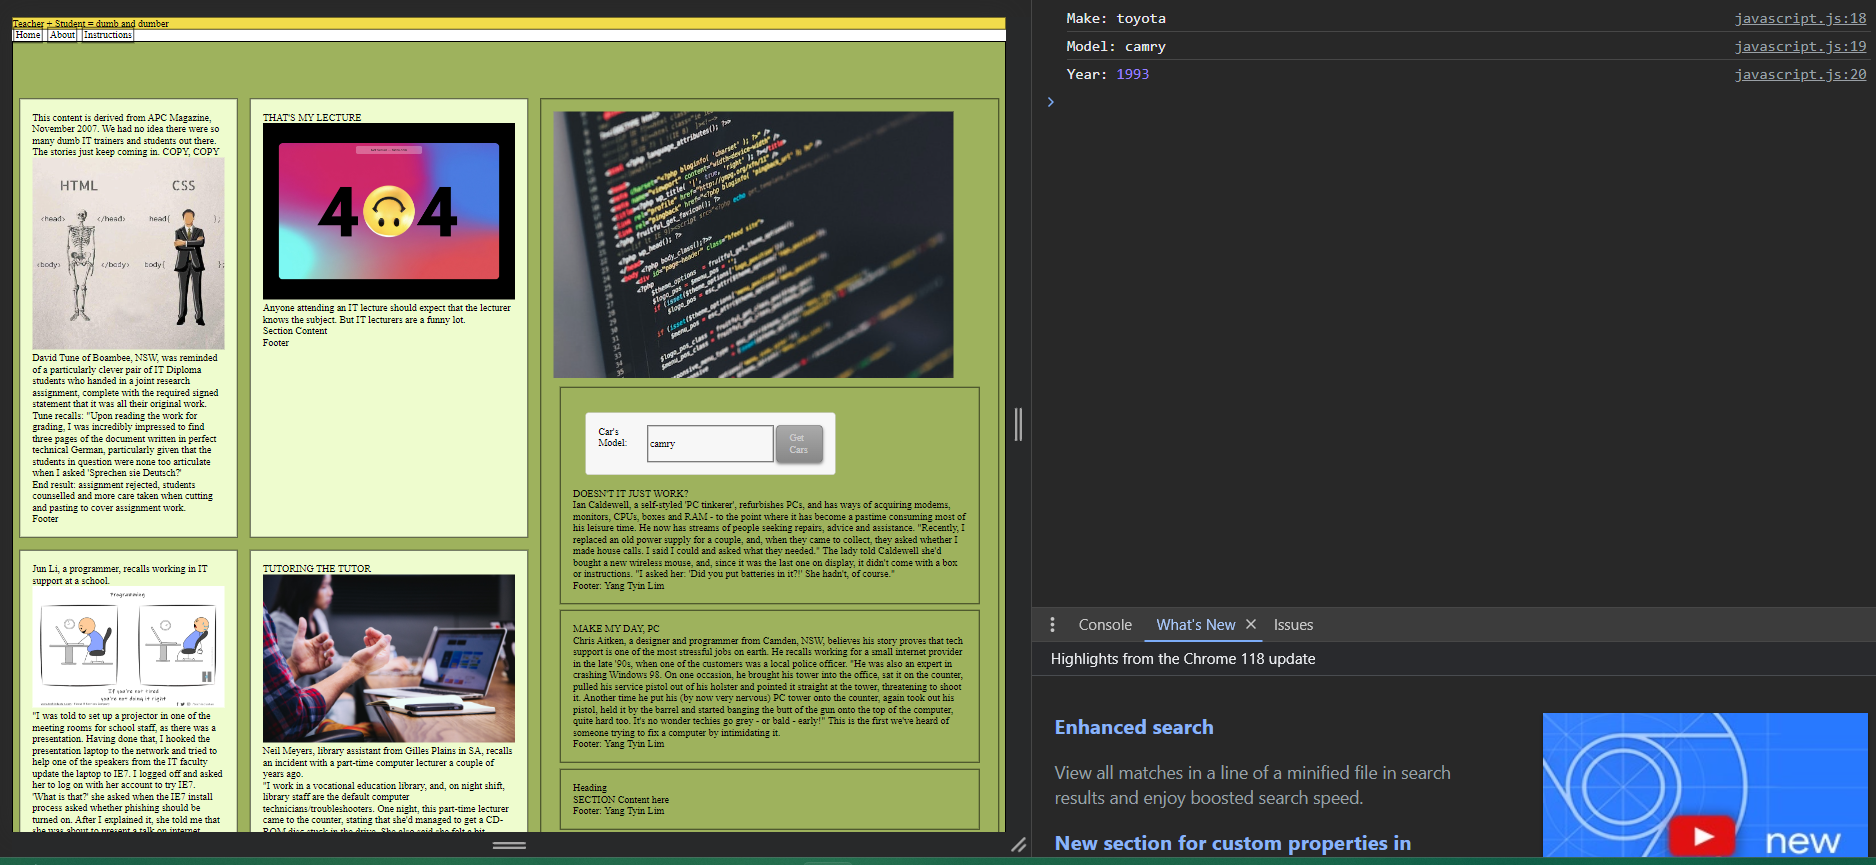 Teacher + Student = dumb and dumber
Home About Instructions
This content is derived from APC Magazine,
November 2007. We had no idea there were so
many dumb IT trainers and students out there.
The stories just keep coming in. COPY, COPY
HTML CSS
<head> </head> head{ };
<body> </body> body{ };
David Tune of Boambee, NSW, was reminded
of a particularly clever pair of IT Diploma
students who handed in a joint research
assignment, complete with the required signed
statement that it was all their original work.
Tune recalls: "Upon reading the work for
grading, I was incredibly impressed to find
three pages of the document written in perfect
technical German, particularly given that the
students in question were none too articulate
when I asked 'Sprechen sie Deutsch?'
End result: assignment rejected, students
counselled and more care taken when cutting
and pasting to cover assignment work.
Footer
THAT'S MY LECTURE
4 4
Anyone attending an IT lecture should expect that the lecturer
knows the subject. But IT lecturers are a funny lot.
Section Content
Footer
Jun Li, a programmer, recalls working in IT
support at a school.
Programming
If you're not tired
you're not doing it right
"I was told to set up a projector in one of the
meeting rooms for school staff, as there was a
presentation. Having done that, I hooked the
presentation laptop to the network and tried to
help one of the speakers from the IT faculty
update the laptop to IE7. I logged off and asked
her to log on with her account to try IE7.
'What is that?' she asked when the IE7 install
process asked whether phishing should be
turned on. After I explained it, she told me that
she was about to present a talk on internet
TUTORING THE TUTOR
Neil Meyers, library assistant from Gilles Plains in SA, recalls
an incident with a part-time computer lecturer a couple of
years ago.
"I work in a vocational education library, and, on night shift,
library staff are the default computer
technicians/troubleshooters. One night, this part-time lecturer
came to the counter, stating that she'd managed to get a CD-
ROM disc stuck in the drive. She also said she felt a bit
Car's
Model:
camry
Get
Cars
DOESN'T IT JUST WORK?
Ian Caldwell, a self-styled 'PC tinkerer', refurbishes PCs, and has ways of acquiring modems,
monitors, CPUs, boxes and RAM - to the point where it has become a pastime consuming most of
his leisure time. He now has streams of people seeking repairs, advice and assistance. "Recently, I
replaced an old power supply for a couple, and, when they came to collect, they asked whether I
made house calls. I said I could and asked what they needed." The lady told Caldwell she'd
bought a new wireless mouse, and, since it was the last one on display, it didn't come with a box
or instructions. "I asked her: 'Did you put batteries in it?!' She hadn't, of course."
Footer: Yang Tyin Lim
MAKE MY DAY, PC
Chris Aitken, a designer and programmer from Camden, NSW, believes his story proves that tech
support is one of the most stressful jobs on earth. He recalls working for a small internet provider
in the late '90s, when one of the customers was a local police officer. "He was also an expert in
crashing Windows 98. On one occasion, he brought his tower into the office, sat it on the counter,
pulled his service pistol out of his holster and pointed it straight at the tower, threatening to shoot
it. Another time he put his (by now very nervous) PC tower onto the counter, again took out his
pistol, held it by the barrel and started banging the butt of the gun onto the top of the computer,
quite hard too. It's no wonder techies go grey - or bald - early!" This is the first we've heard of
someone trying to fix a computer by intimidating it.
Footer: Yang Tyin Lim
Heading
SECTION Content here
Footer: Yang Tyin Lim
Make: toyota javascript.js:18
Model: camry javascript.js:19
Year: 1993 javascript.js:20
Console What's New Issues
Highlights from the Chrome 118 update
Enhanced search
View all matches in a line of a minified file in search
results and enjoy boosted search speed.
New section for custom properties in
new